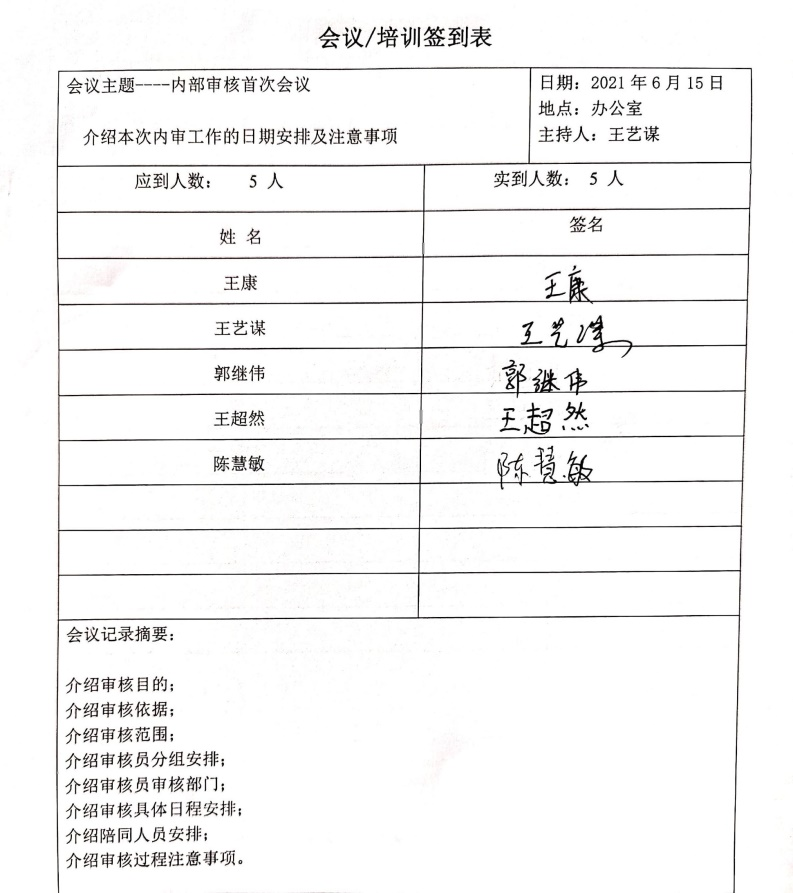 会议/培训签到表
会议主题----内部审核首次会议
介绍本次内审工作的日期安排及注意事项
日期：2021年6月15日
地点：办公室
主持人：王艺谋
应到人数： 5 人 实到人数： 5 人
姓 名 签名
王康 王康
王艺谋 王艺谋
郭继伟 郭继伟
王超然 王超然
陈慧敏 陈慧敏
会议记录摘要：
介绍审核目的；
介绍审核依据；
介绍审核范围；
介绍审核员分组安排；
介绍审核员审核部门；
介绍审核具体日程安排；
介绍陪同人员安排；
介绍审核过程注意事项。